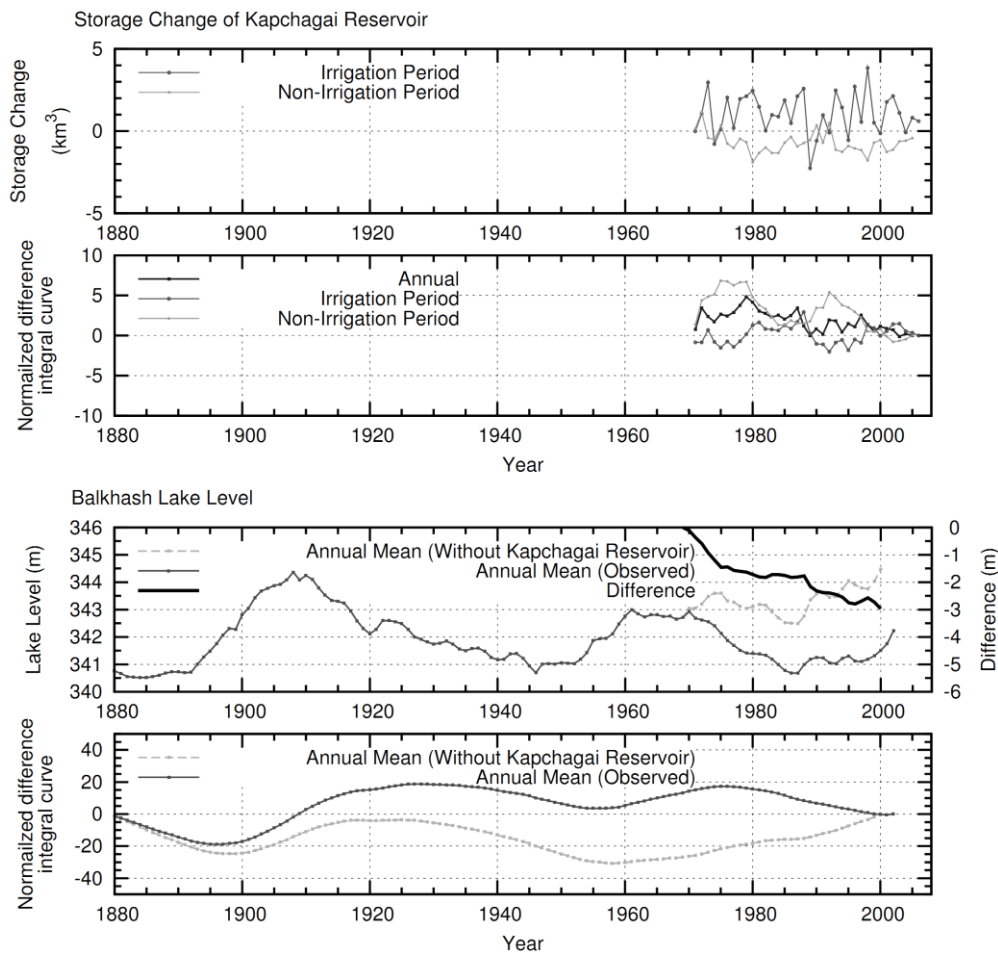 Storage Change of Kapchagai Reservoir
Storage Change
(km³)
5
0
-5
Irrigation Period
Non-Irrigation Period
1880 1900 1920 1940 1960 1980 2000
Normalized difference
integral curve
10
5
0
-5
-10
Annual
Irrigation Period
Non-Irrigation Period
1880 1900 1920 1940 1960 1980 2000
Year
Balkhash Lake Level
Lake Level (m)
346
345
344
343
342
341
340
Annual Mean (Without Kapchagai Reservoir)
Annual Mean (Observed)
Difference
0
-1
-2
-3
-4
-5
-6
Difference (m)
1880 1900 1920 1940 1960 1980 2000
Normailzd difference
integral curve
40
20
0
-20
-40
Annual Mean (Without Kapchagai Reservoir)
Annual Mean (Observed)
1880 1900 1920 1940 1960 1980 2000
Year